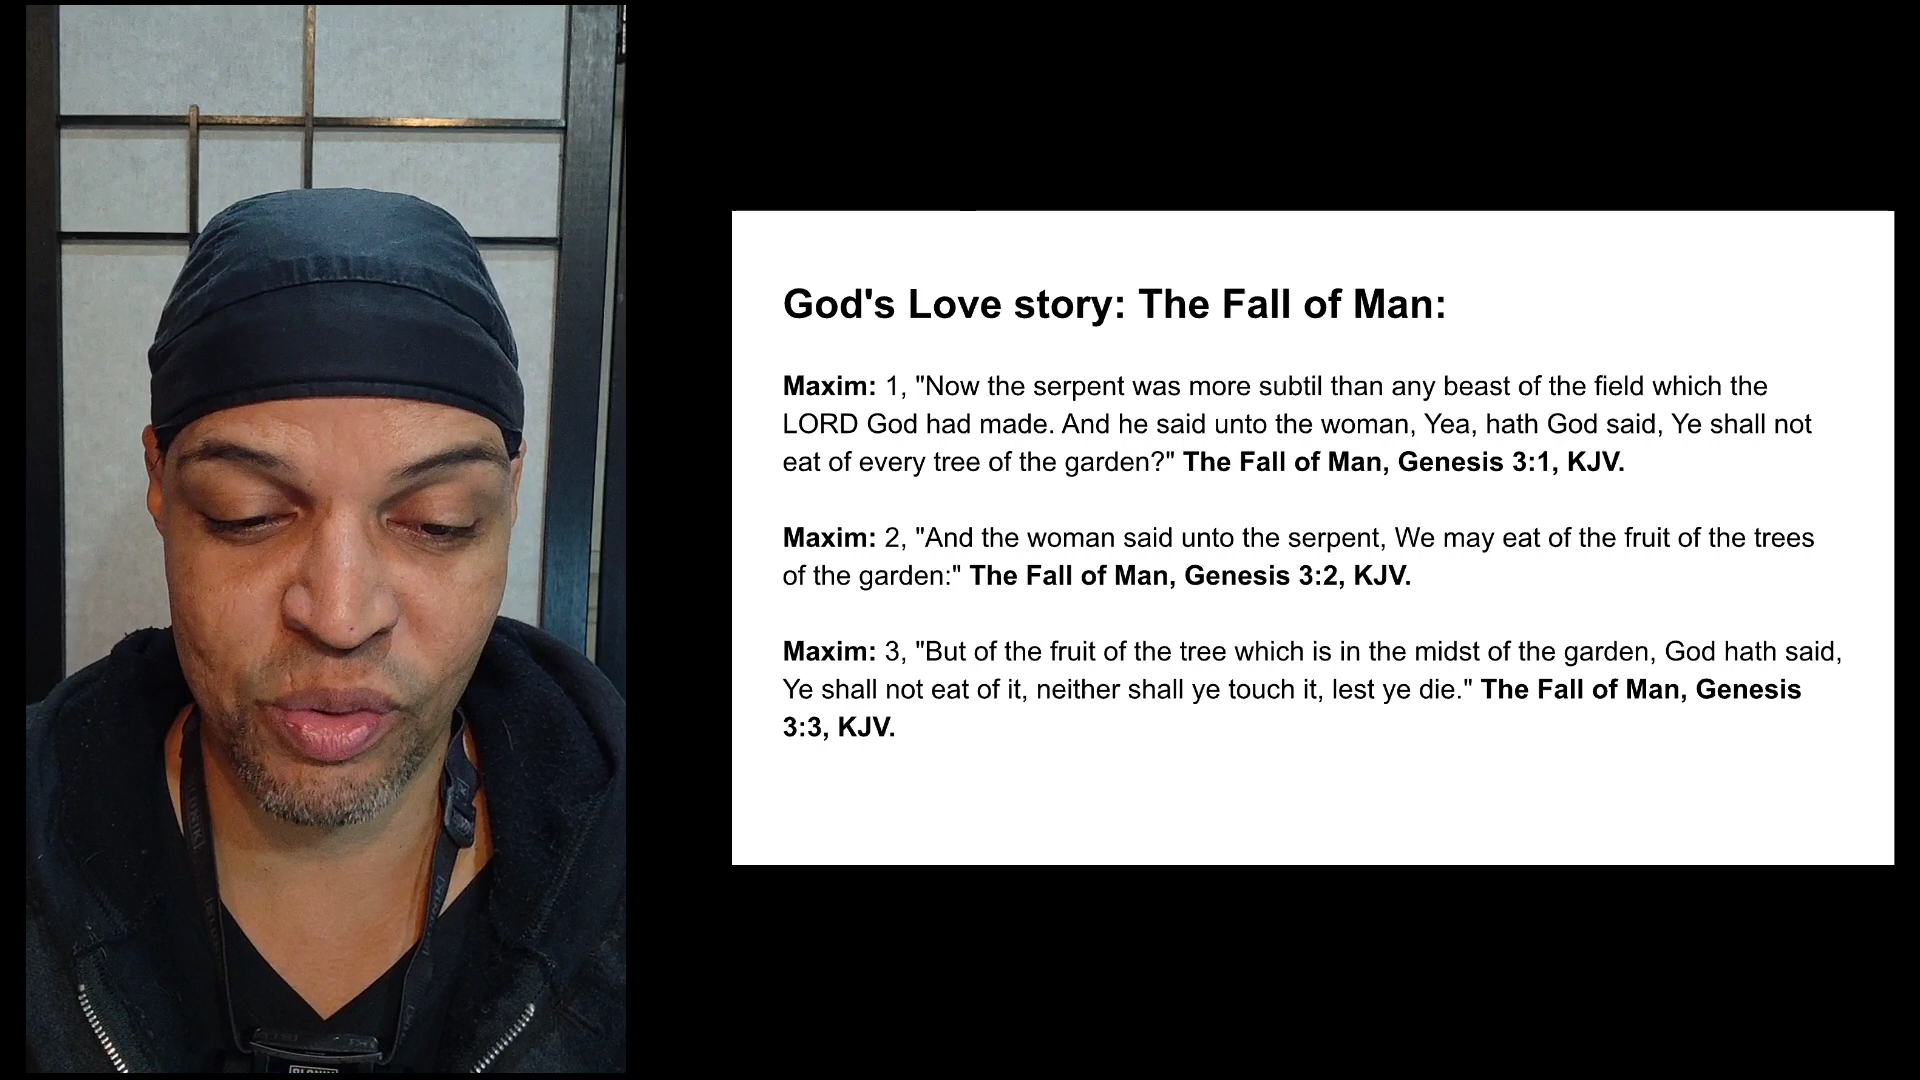 God's Love story: The Fall of Man:
Maxim: 1, "Now the serpent was more subtil than any beast of the field which the
LORD God had made. And he said unto the woman, Yea, hath God said, Ye shall not
eat of every tree of the garden?" The Fall of Man, Genesis 3:1, KJV.
Maxim: 2, "And the woman said unto the serpent, We may eat of the fruit of the trees
of the garden:" The Fall of Man, Genesis 3:2, KJV.
Maxim: 3, "But of the fruit of the tree which is in the midst of the garden, God hath said,
Ye shall not eat of it, neither shall ye touch it, lest ye die." The Fall of Man, Genesis
3:3, KJV.